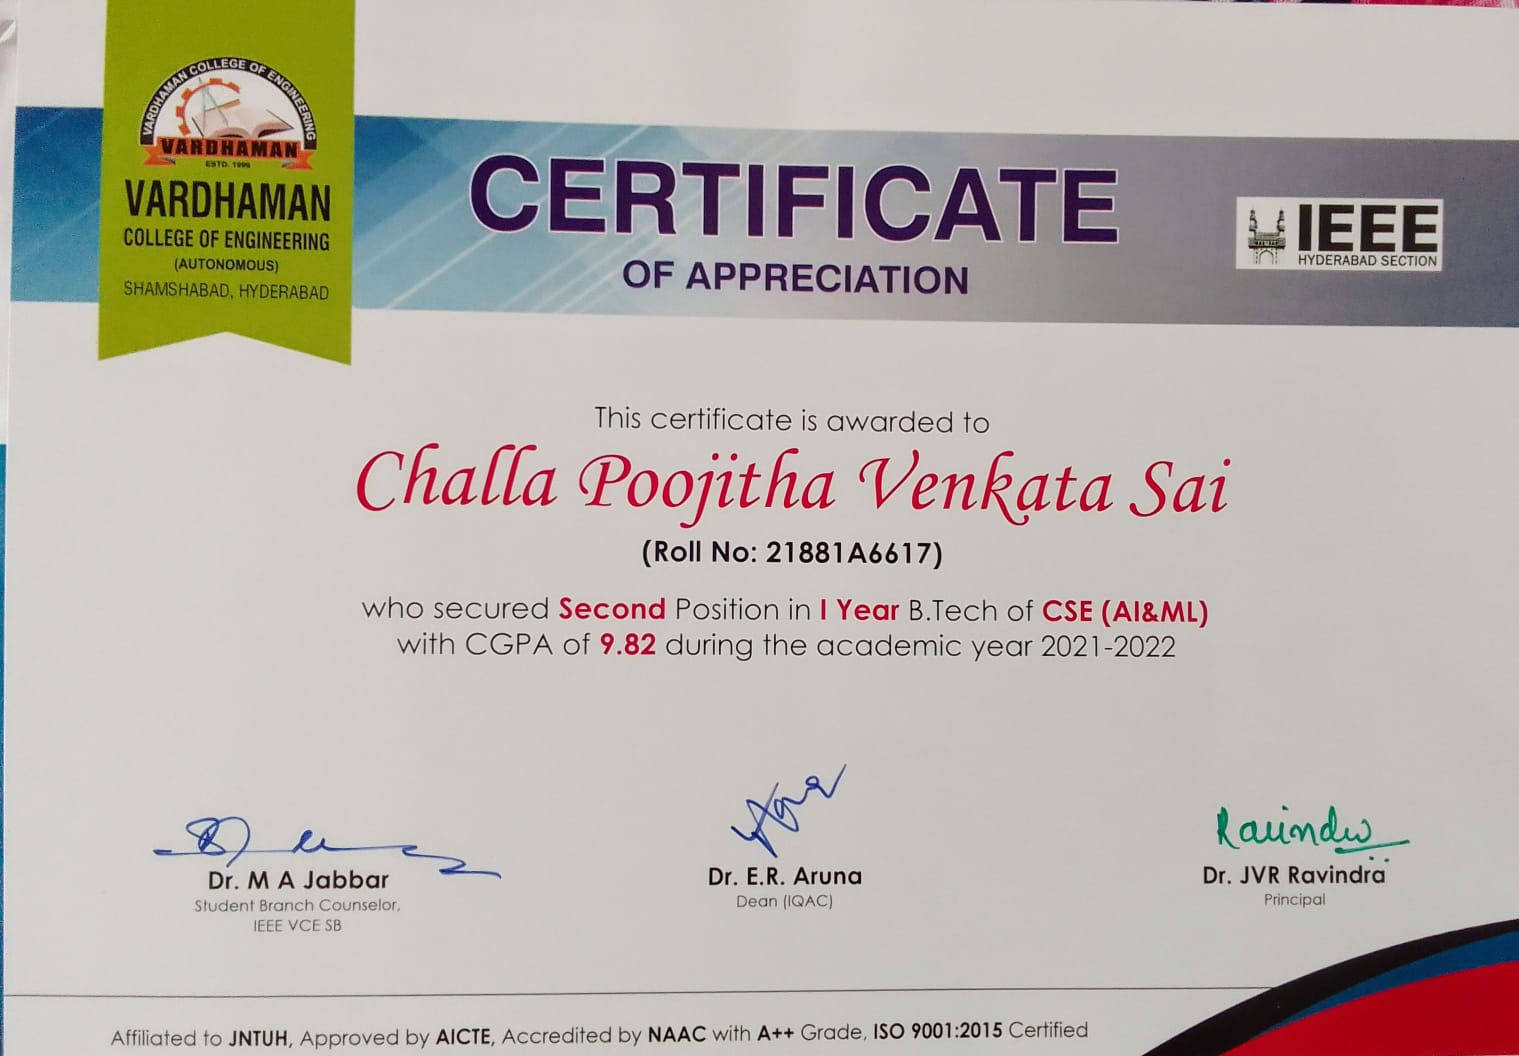 VARDHAMAN COLLEGE OF ENGINEERING
VARDHAMAN
ESTD. 1999
VARDHAMAN
COLLEGE OF ENGINEERING
(AUTONOMOUS)
SHAMSHABAD, HYDERABAD
CERTIFICATE
OF APPRECIATION
IEEE
HYDERABAD SECTION
This certificate is awarded to
Challa Poojitha Venkata Sai
(Roll No: 21881A6617)
who secured Second Position in I Year B.Tech of CSE (AI&ML)
with CGPA of 9.82 during the academic year 2021-2022
Ravindra
Dr. M A Jabbar
Student Branch Counselor,
IEEE VCE SB
Dr. E.R. Aruna
Dean (IQAC)
Dr. JVR Ravindra
Principal
Affiliated to JNTUH, Approved by AICTE, Accredited by NAAC with A++ Grade, ISO 9001:2015 Certified